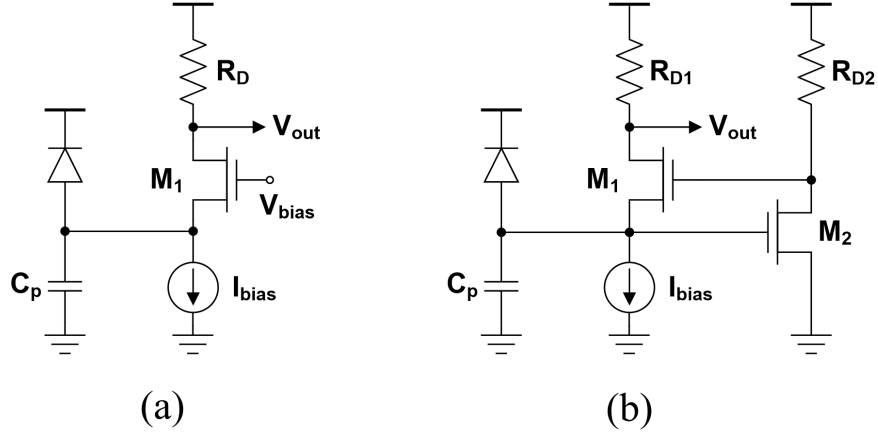 R_D
V_out
M_1
V_bias
C_p
I_bias
(a)
R_D1
R_D2
V_out
M_1
M_2
C_p
I_bias
(b)